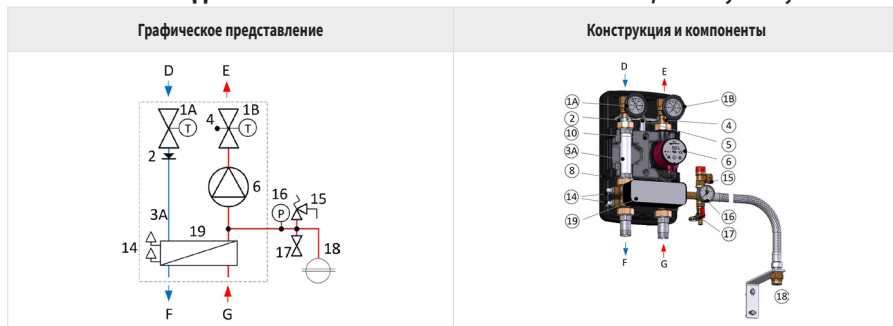 Графическое представление
Конструкция и компоненты
D E
1A 4 1B
T T
2
6
16 15
3A P
19
14
17 18
F G
D E
1A 1B
2 4
10 5
3A 6
8 15
14
19 16
17
F G
18